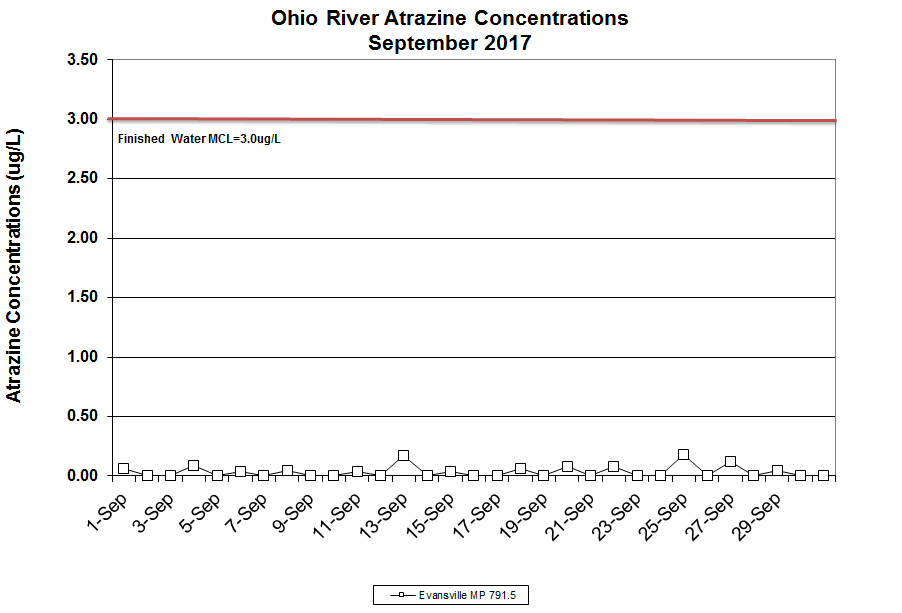 Ohio River Atrazine Concentrations
September 2017
Atrazine Concentrations (ug/L)
3.50
3.00
2.50
2.00
1.50
1.00
0.50
0.00
Finished Water MCL=3.0ug/L
1-Sep
3-Sep
5-Sep
7-Sep
9-Sep
11-Sep
13-Sep
15-Sep
17-Sep
19-Sep
21-Sep
23-Sep
25-Sep
27-Sep
29-Sep
Evansville MP 791.5